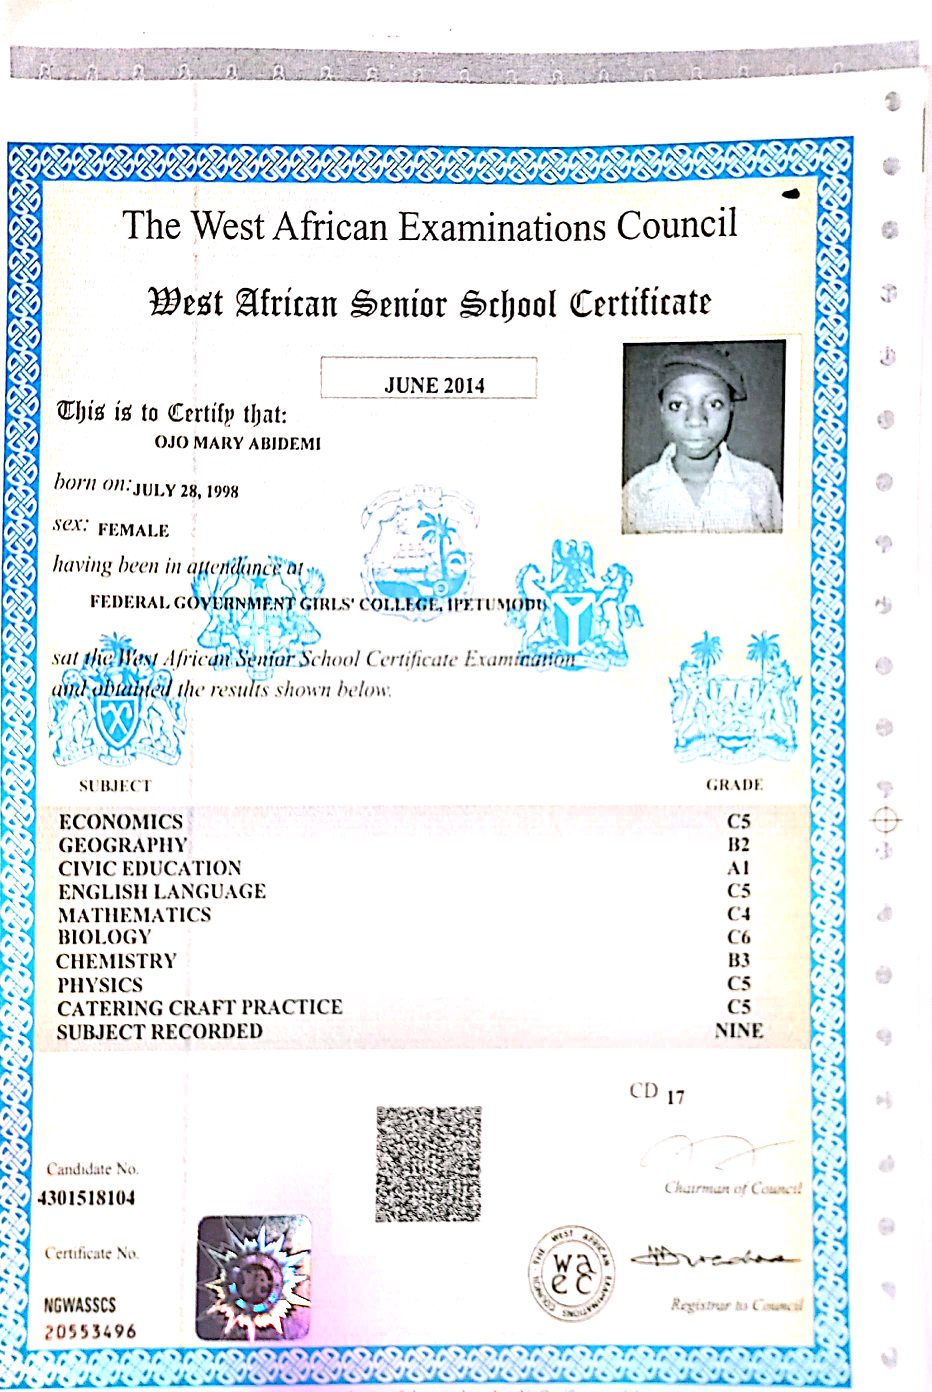 The West African Examinations Council
West African Senior School Certificate
JUNE 2014
This is to Certify that:
OJO MARY ABIDEMI
born on: JULY 28, 1998
sex: FEMALE
having been in attendance at
FEDERAL GOVERNMENT GIRLS' COLLEGE, IPETUMODU
sat the West African Senior School Certificate Examination
and obtained the results shown below.
SUBJECT GRADE
ECONOMICS C5
GEOGRAPHY B2
CIVIC EDUCATION A1
ENGLISH LANGUAGE C5
MATHEMATICS C4
BIOLOGY C6
CHEMISTRY B3
PHYSICS C5
CATERING CRAFT PRACTICE C5
SUBJECT RECORDED NINE
CD 17
Candidate No.
4301518104
Chairman of Council
Certificate No.
THE WEST AFRICAN EXAMINATIONS COUNCIL
waec
NGWASSCS
20553496
Registrar to Council